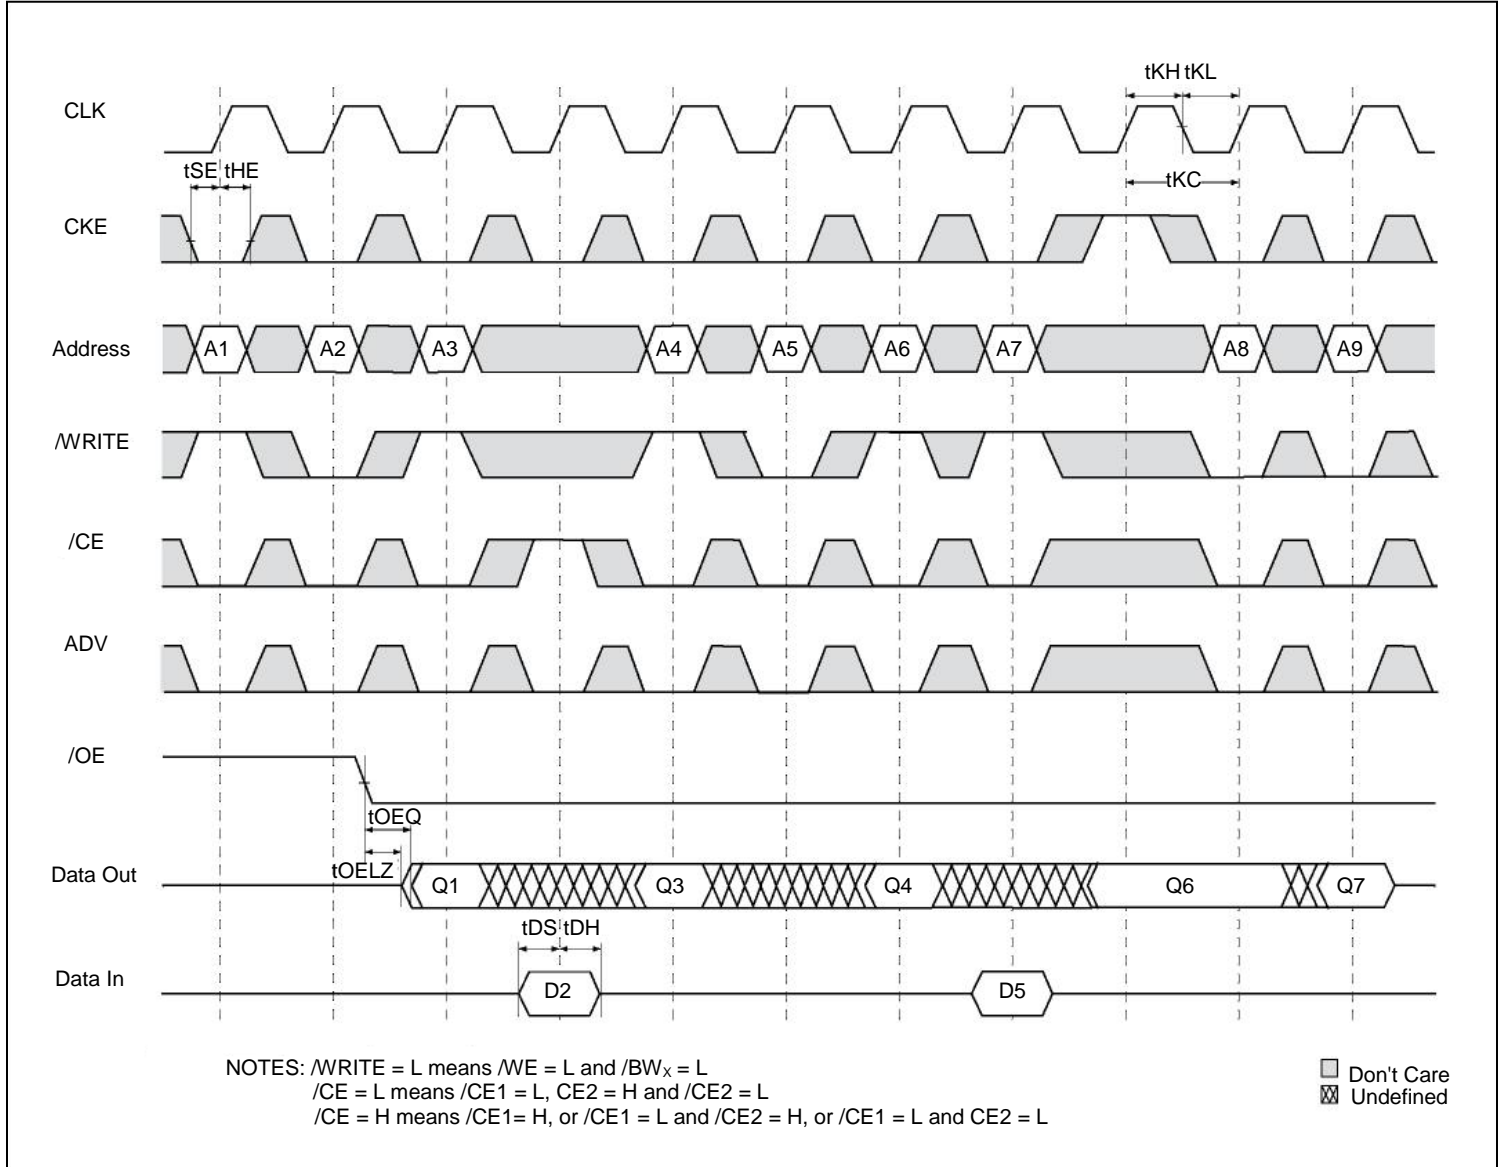 tKH tKL
CLK
tSE tHE
tKC
CKE
Address A1 A2 A3 A4 A5 A6 A7 A8 A9
/WRITE
/CE
ADV
/OE
tOEQ
tOELZ
Data Out Q1 Q3 Q4 Q6 Q7
tDS tDH
Data In D2 D5
NOTES: /WRITE = L means /WE = L and /BWX = L
/CE = L means /CE1 = L, CE2 = H and /CE2 = L
/CE = H means /CE1= H, or /CE1 = L and /CE2 = H, or /CE1 = L and CE2 = L
Don't Care
Undefined